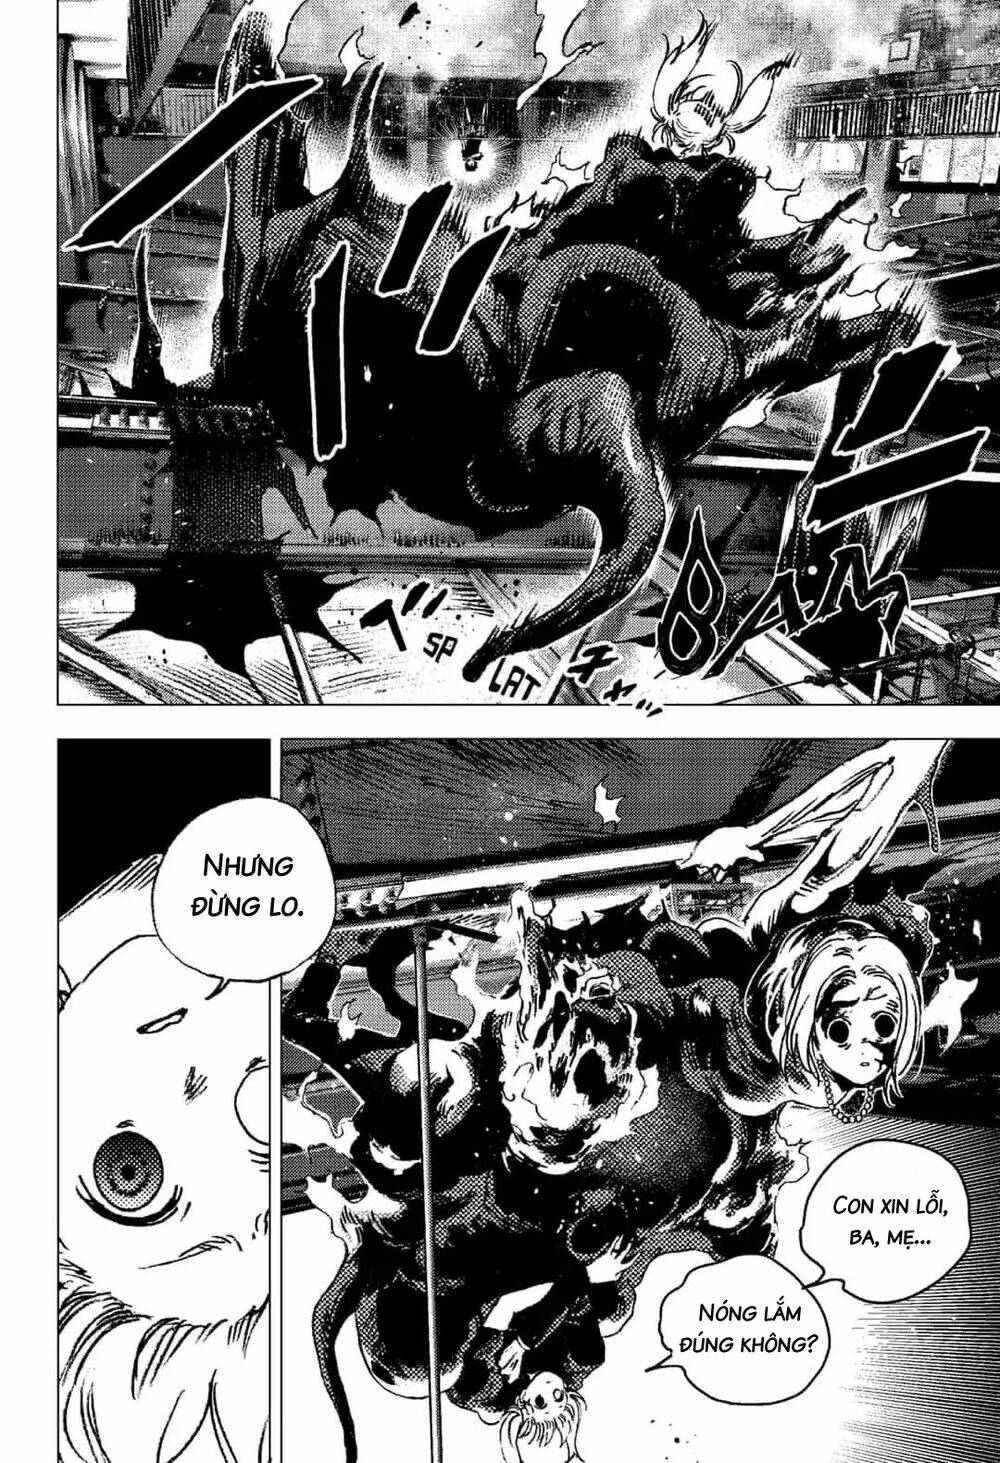 BAM
SP
LAT
CON XIN LỖI,
BA, MẸ...
NÓNG LẮM
ĐÚNG KHÔNG?
NHƯNG
ĐỪNG LO.